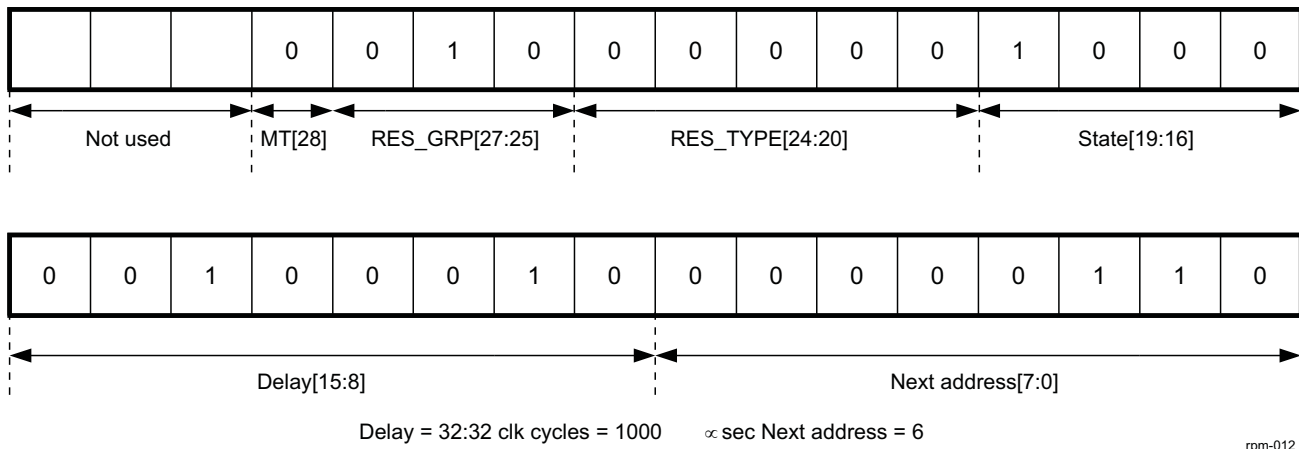 0 0 1 0 0 0 0 0 0 1 0 0 0
Not used MT[28] RES_GRP[27:25] RES_TYPE[24:20] State[19:16]
0 0 1 0 0 0 1 0 0 0 0 0 0 1 1 0
Delay[15:8] Next address[7:0]
Delay = 32:32 clk cycles = 1000 ∝ sec Next address = 6
rpm-012